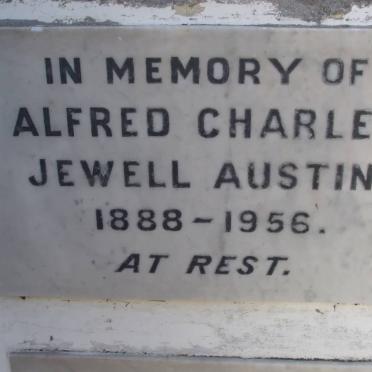 IN MEMORY OF
ALFRED CHARLE
JEWELL AUSTIN
1888-1956.
AT REST.